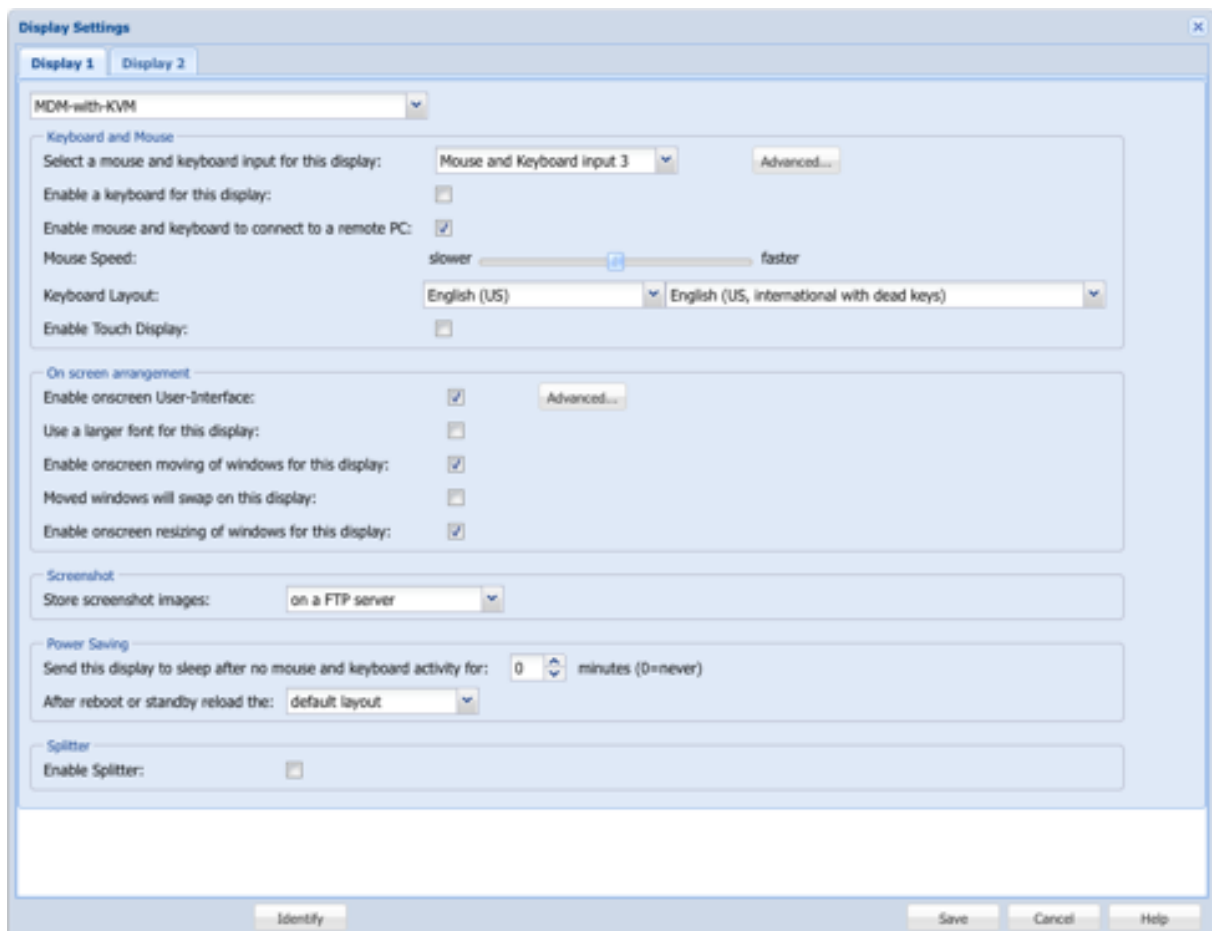 Display Settings
Display 1 Display 2
MDM-with-KVM
Keyboard and Mouse
Select a mouse and keyboard input for this display: Mouse and Keyboard input 3 Advanced...
Enable a keyboard for this display:
Enable mouse and keyboard to connect to a remote PC:
Mouse Speed: slower faster
Keyboard Layout: English (US) English (US, international with dead keys)
Enable Touch Display:
On screen arrangement
Enable onscreen User-Interface: Advanced...
Use a larger font for this display:
Enable onscreen moving of windows for this display:
Moved windows will swap on this display:
Enable onscreen resizing of windows for this display:
Screenshot
Store screenshot images: on a FTP server
Power Saving
Send this display to sleep after no mouse and keyboard activity for: 0 minutes (0=never)
After reboot or standby reload the: default layout
Splitter
Enable Splitter:
Identify Save Cancel Help